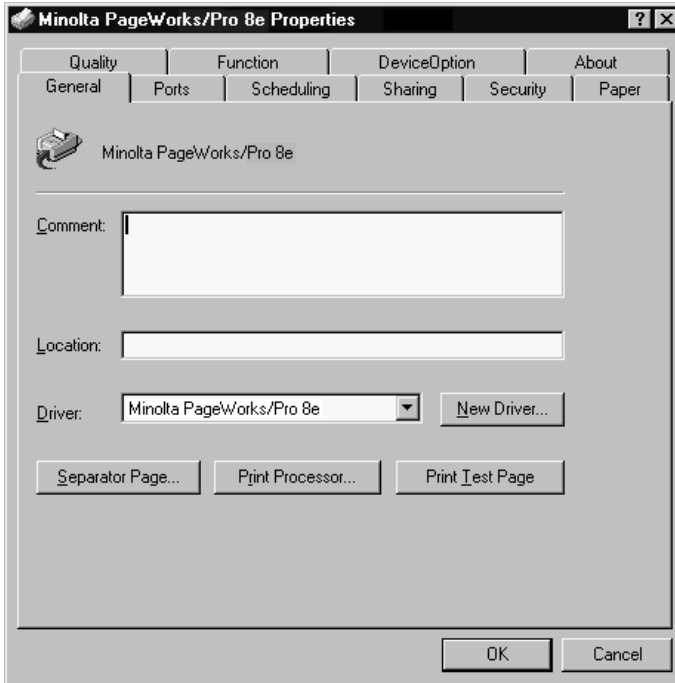 Minolta PageWorks/Pro 8e Properties
? ×
Quality Function DeviceOption About
General Ports Scheduling Sharing Security Paper
Minolta PageWorks/Pro 8e
Comment:
Location:
Driver: Minolta PageWorks/Pro 8e New Driver...
Separator Page... Print Processor... Print Test Page
OK Cancel